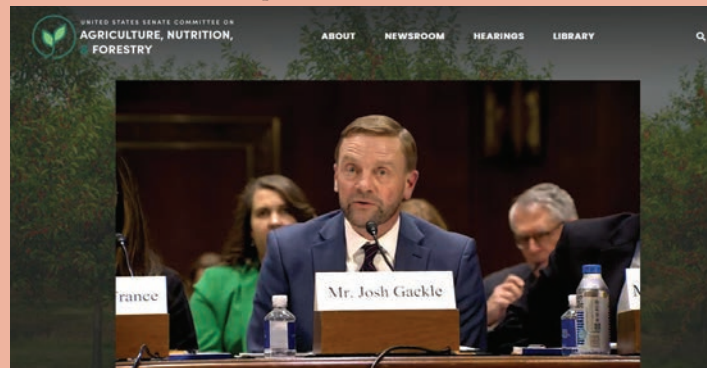 UNITED STATES SENATE COMMITTEE ON
AGRICULTURE, NUTRITION,
& FORESTRY
ABOUT NEWSROOM HEARINGS LIBRARY
rance
Mr. Josh Gackle
M